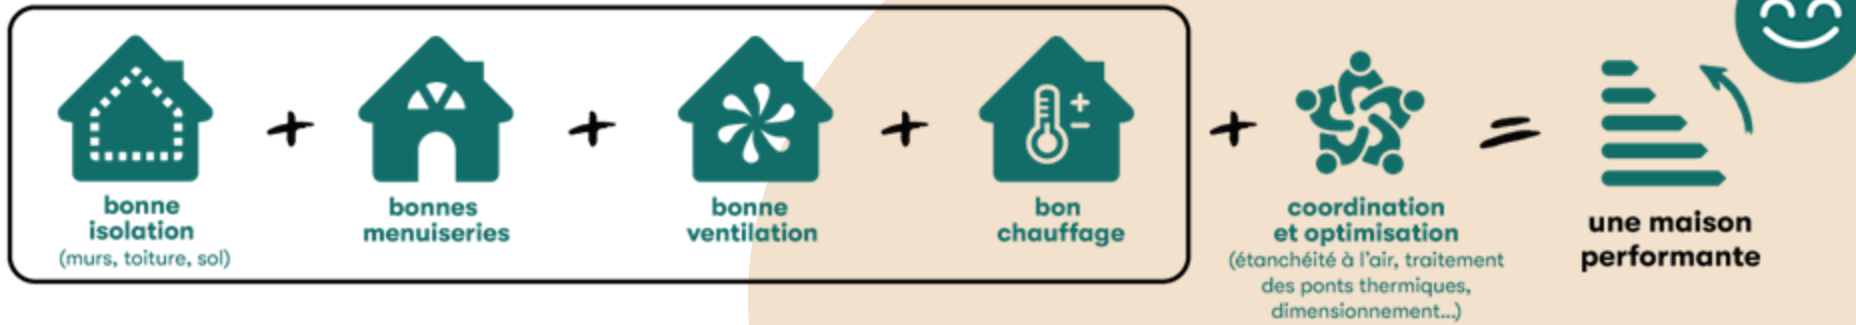 bonne
isolation
(murs, toiture, sol)
+
bonnes
menuiseries
+
bonne
ventilation
+
bon
chauffage
+
coordination
et optimisation
(étanchéité à l'air, traitement
des ponts thermiques,
dimensionnement...)
=
une maison
performante